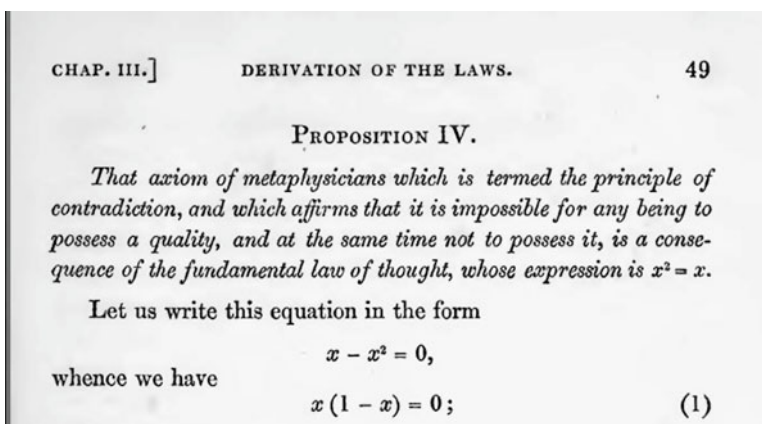 CHAP. III.] DERIVATION OF THE LAWS. 49
PROPOSITION IV.
That axiom of metaphysicians which is termed the principle of
contradiction, and which affirms that it is impossible for any being to
possess a quality, and at the same time not to possess it, is a conse-
quence of the fundamental law of thought, whose expression is x² = x.
Let us write this equation in the form
x − x² = 0,
whence we have
x (1 − x) = 0; (1)